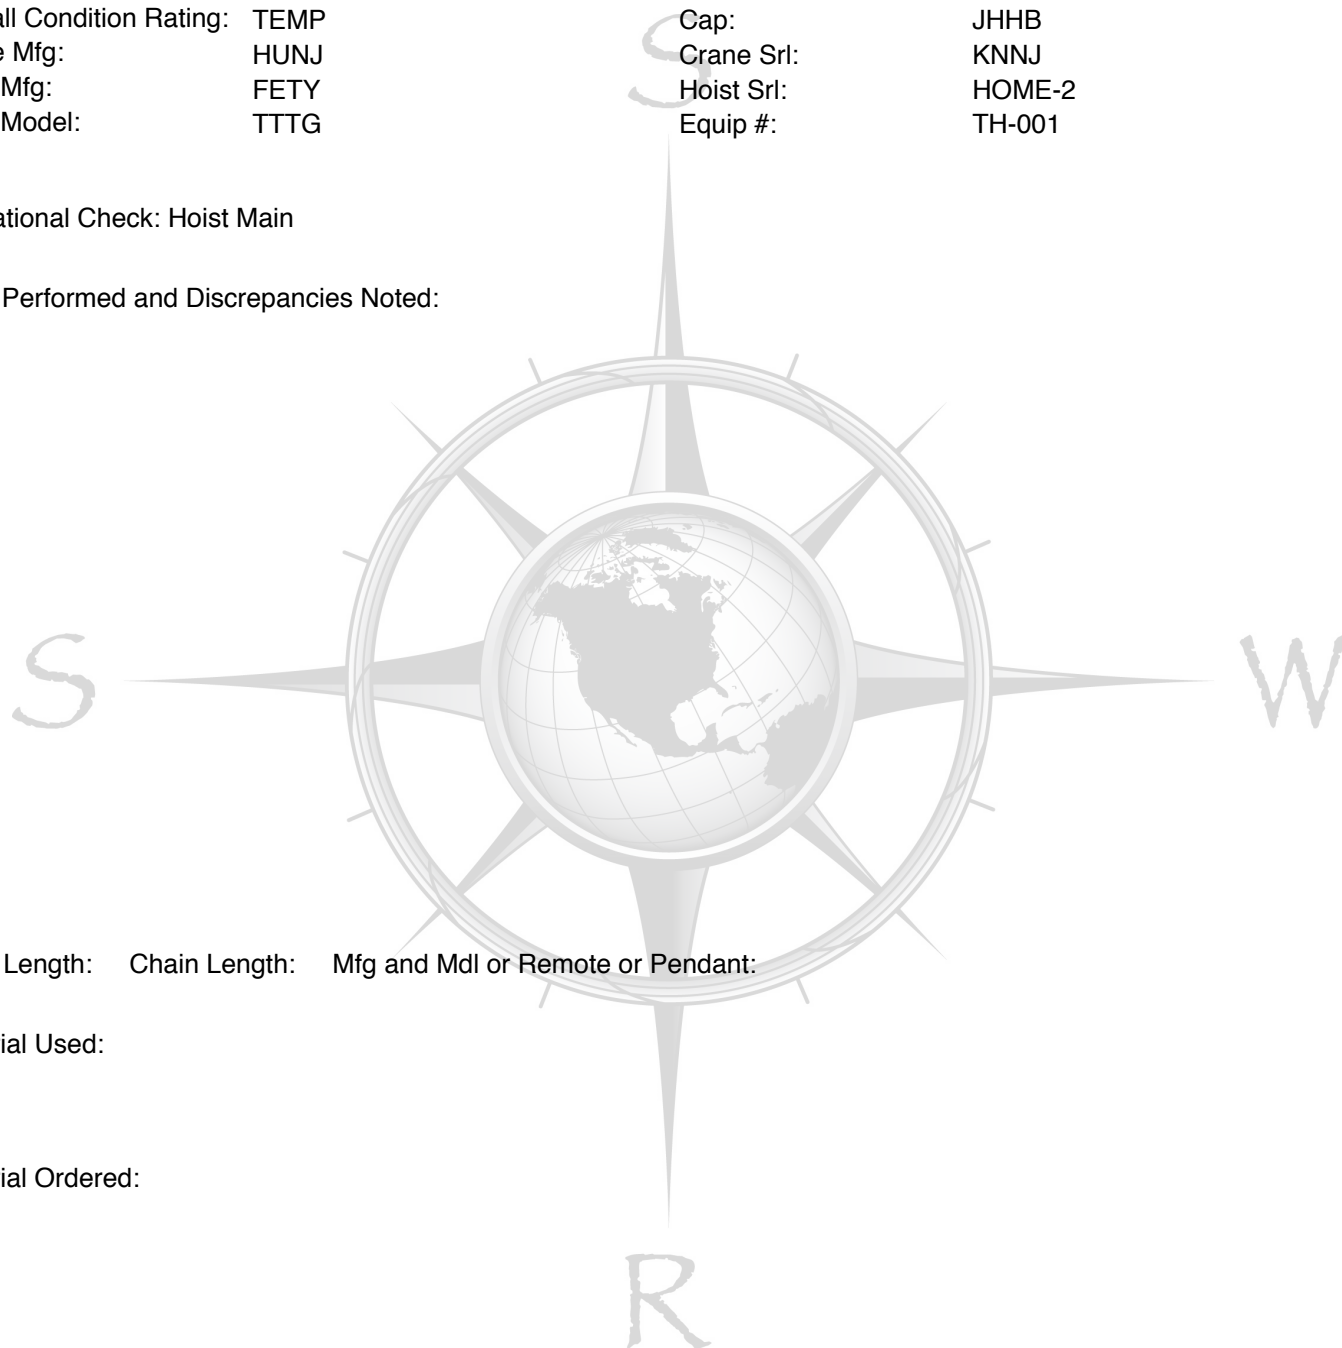 all Condition Rating: TEMP Cap: JHHB
e Mfg: HUNJ Crane Srl: KNNJ
Mfg: FETY Hoist Srl: HOME-2
Model: TTTG Equip #: TH-001
ational Check: Hoist Main
Performed and Discrepancies Noted:
Length: Chain Length: Mfg and Mdl or Remote or Pendant:
rial Used:
rial Ordered:
S
S
W
R